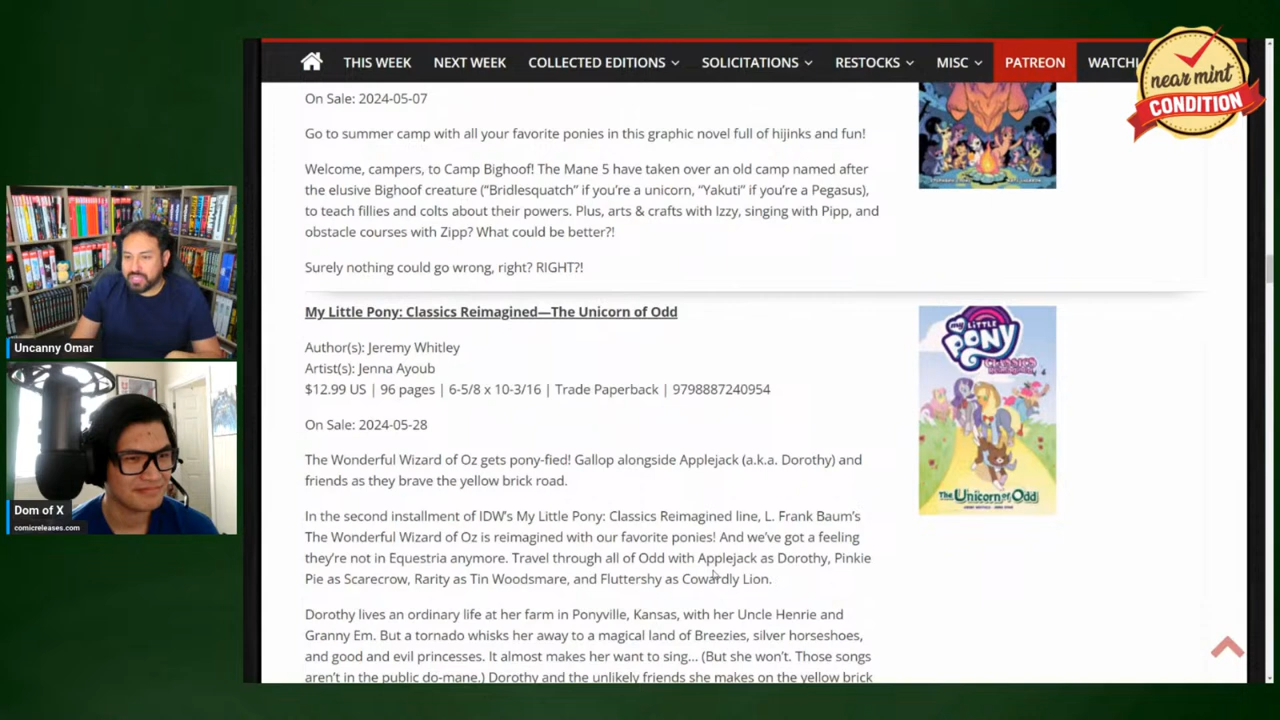 THIS WEEK NEXT WEEK COLLECTED EDITIONS SOLICITATIONS RESTOCKS MISC PATREON
near mint
CONDITION
On Sale: 2024-05-07
Go to summer camp with all your favorite ponies in this graphic novel full of hijinks and fun!
Welcome, campers, to Camp Bighoof! The Mane 5 have taken over an old camp named after
the elusive Bighoof creature (“Bridlesquatch” if you’re a unicorn, “Yakuti” if you’re a Pegasus),
to teach fillies and colts about their powers. Plus, arts & crafts with Izzy, singing with Pipp, and
obstacle courses with Zipp? What could be better?!
Surely nothing could go wrong, right? RIGHT?!
My Little Pony: Classics Reimagined—The Unicorn of Odd
Author(s): Jeremy Whitley
Artist(s): Jenna Ayoub
$12.99 US | 96 pages | 6-5/8 x 10-3/16 | Trade Paperback | 9798887240954
On Sale: 2024-05-28
The Wonderful Wizard of Oz gets pony-fied! Gallop alongside Applejack (a.k.a. Dorothy) and
friends as they brave the yellow brick road.
In the second installment of IDW’s My Little Pony: Classics Reimagined line, L. Frank Baum’s
The Wonderful Wizard of Oz is reimagined with our favorite ponies! And we’ve got a feeling
they’re not in Equestria anymore. Travel through all of Odd with Applejack as Dorothy, Pinkie
Pie as Scarecrow, Rarity as Tin Woodsmare, and Fluttershy as Cowardly Lion.
Dorothy lives an ordinary life at her farm in Ponyville, Kansas, with her Uncle Henrie and
Granny Em. But a tornado whisks her away to a magical land of Breezies, silver horseshoes,
and good and evil princesses. It almost makes her want to sing... (But she won’t. Those songs
aren’t in the public do-mane.) Dorothy and the unlikely friends she makes on the yellow brick
my LITTLE
PONY
CLASSICS
The Unicorn of Odd
Uncanny Omar
Dom of X
comicreleases.com